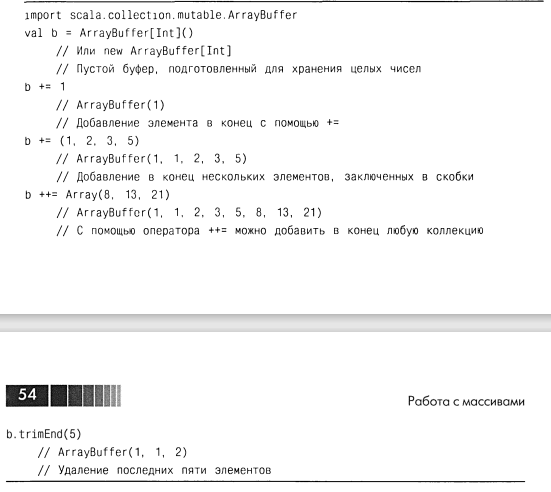 import scala.collection.mutable.ArrayBuffer
val b = ArrayBuffer[Int]()
// Или new ArrayBuffer[Int]
// Пустой буфер, подготовленный для хранения целых чисел
b += 1
// ArrayBuffer(1)
// Добавление элемента в конец с помощью +=
b += (1, 2, 3, 5)
// ArrayBuffer(1, 1, 2, 3, 5)
// Добавление в конец нескольких элементов, заключенных в скобки
b ++= Array(8, 13, 21)
// ArrayBuffer(1, 1, 2, 3, 5, 8, 13, 21)
// С помощью оператора ++= можно добавить в конец любую коллекцию
54
Работа с массивами
b.trimEnd(5)
// ArrayBuffer(1, 1, 2)
// Удаление последних пяти элементов